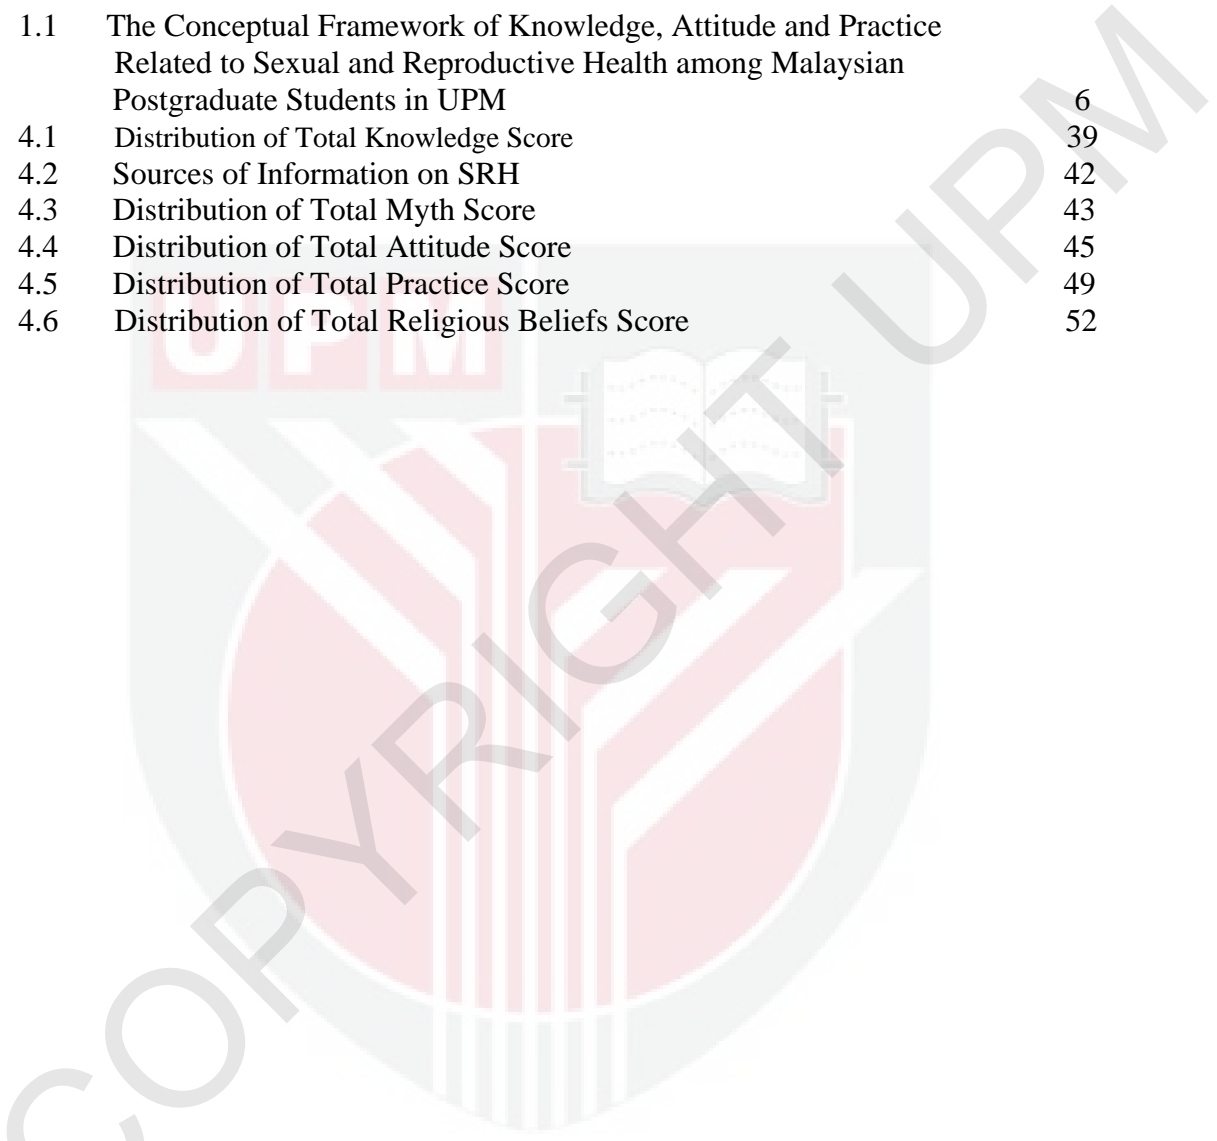 1.1 The Conceptual Framework of Knowledge, Attitude and Practice
Related to Sexual and Reproductive Health among Malaysian
Postgraduate Students in UPM 6
4.1 Distribution of Total Knowledge Score 39
4.2 Sources of Information on SRH 42
4.3 Distribution of Total Myth Score 43
4.4 Distribution of Total Attitude Score 45
4.5 Distribution of Total Practice Score 49
4.6 Distribution of Total Religious Beliefs Score 52
UPM
COPYRIGHT UPM